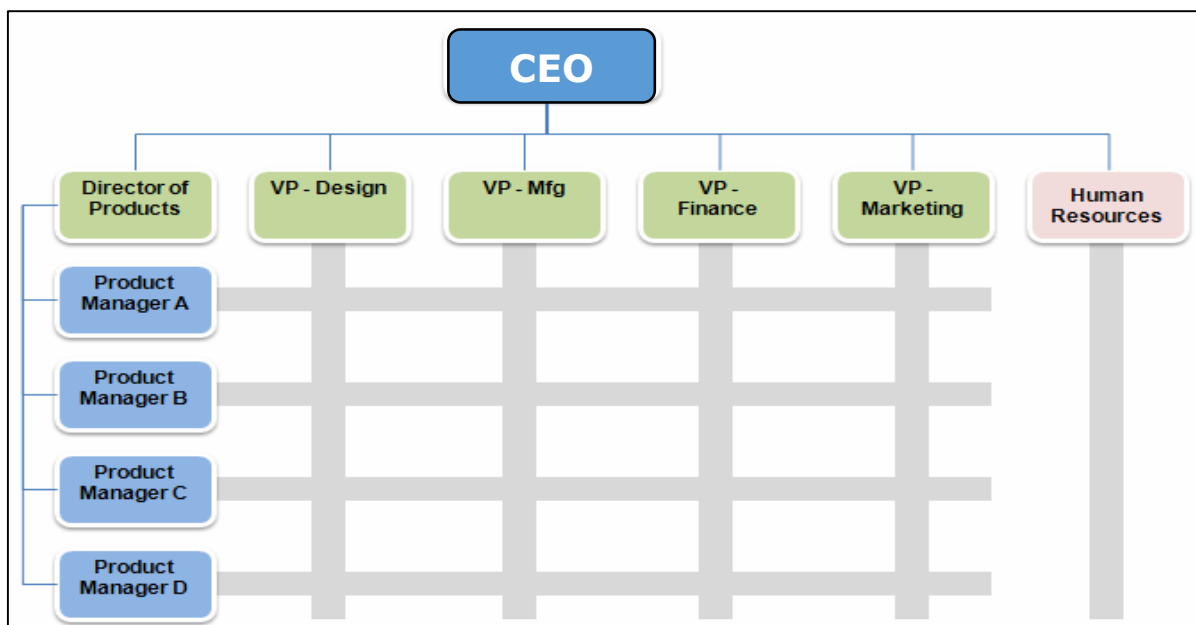 CEO
Director of
Products
VP - Design
VP - Mfg
VP -
Finance
VP -
Marketing
Human
Resources
Product
Manager A
Product
Manager B
Product
Manager C
Product
Manager D